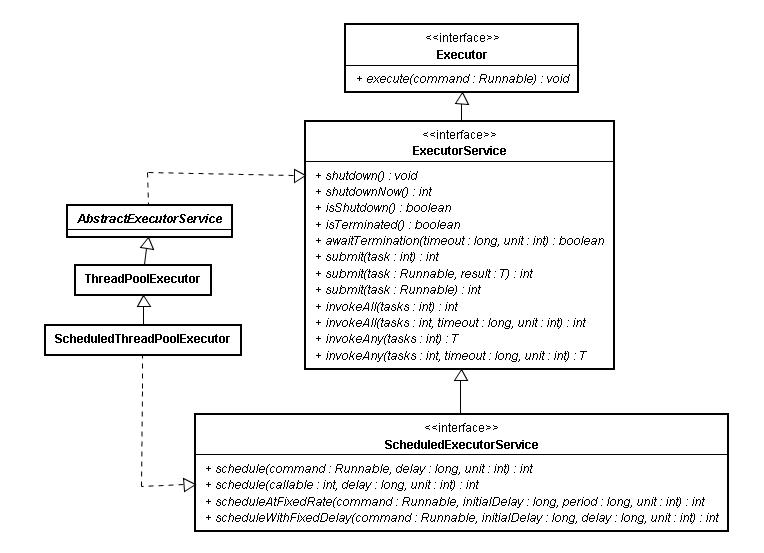 <<interface>>
Executor
+ execute(command : Runnable) : void
<<interface>>
ExecutorService
+ shutdown() : void
+ shutdownNow() : int
+ isShutdown() : boolean
+ isTerminated() : boolean
+ awaitTermination(timeout : long, unit : int) : boolean
+ submit(task : int) : int
+ submit(task : Runnable, result : T) : int
+ submit(task : Runnable) : int
+ invokeAll(tasks : int) : int
+ invokeAll(tasks : int, timeout : long, unit : int) : int
+ invokeAny(tasks : int) : T
+ invokeAny(tasks : int, timeout : long, unit : int) : T
AbstractExecutorService
ThreadPoolExecutor
ScheduledThreadPoolExecutor
<<interface>>
ScheduledExecutorService
+ schedule(command : Runnable, delay : long, unit : int) : int
+ schedule(callable : int, delay : long, unit : int) : int
+ scheduleAtFixedRate(command : Runnable, initialDelay : long, period : long, unit : int) : int
+ scheduleWithFixedDelay(command : Runnable, initialDelay : long, delay : long, unit : int) : int